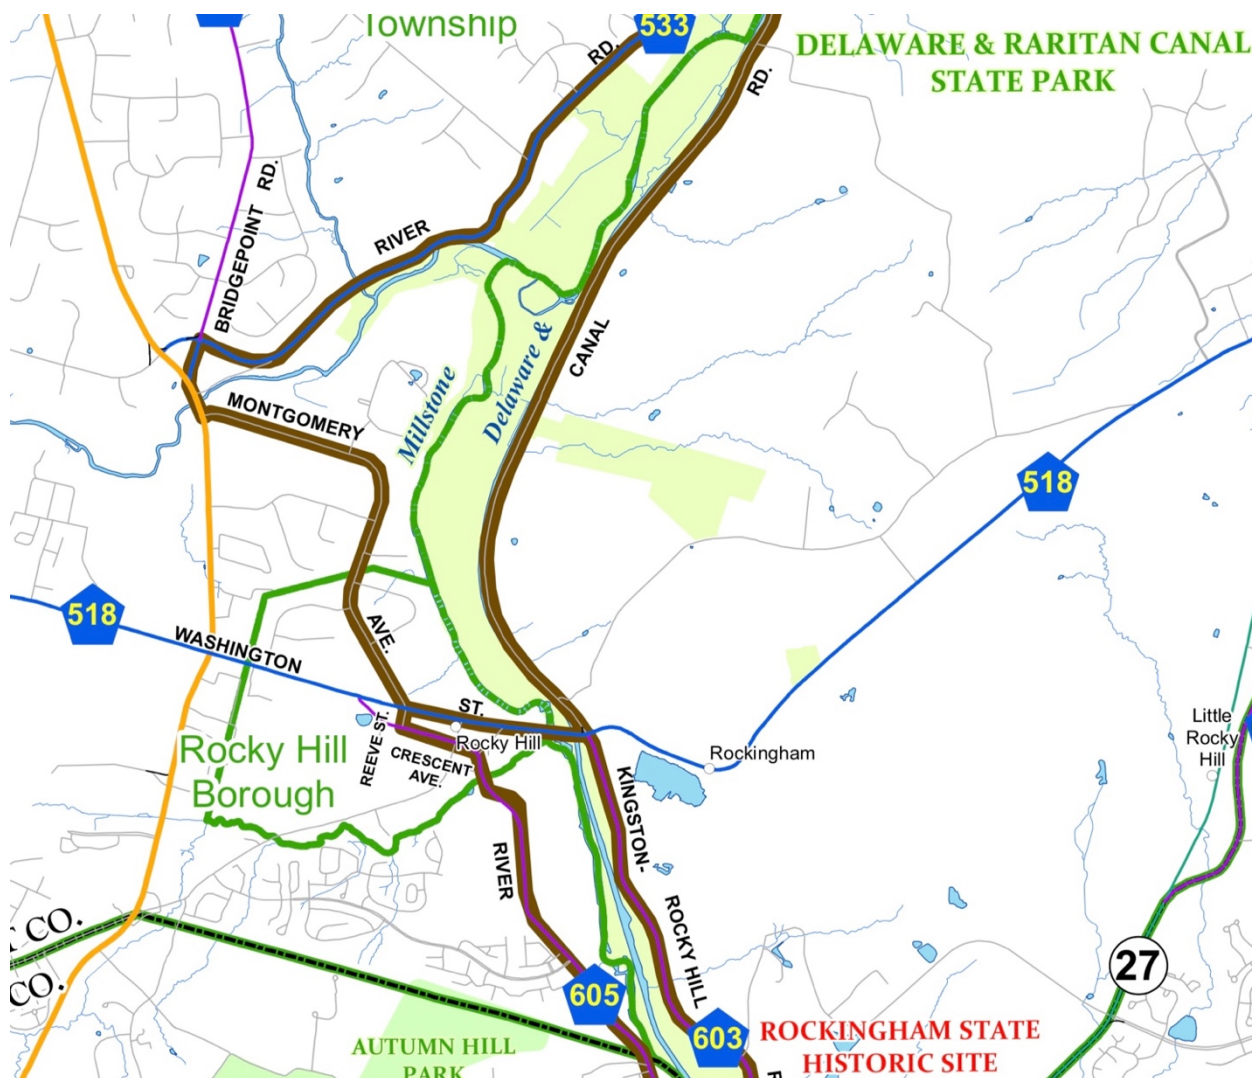 Township
533
RD.
DELAWARE & RARITAN CANAL
STATE PARK
RD.
BRIDGEPOINT RD.
RIVER
CANAL
Millstone
Delaware &
MONTGOMERY
518
518
WASHINGTON
AVE.
ST.
REEVE ST.
Rocky Hill
CRESCENT
AVE.
Rocky Hill
Borough
Rockingham
Little
Rocky
Hill
KINGSTON-
RIVER
ROCKY HILL
CO.
CO.
27
605
603
ROCKINGHAM STATE
HISTORIC SITE
AUTUMN HILL
PARK